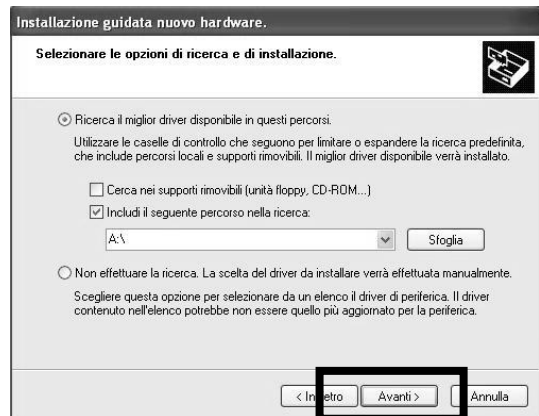 Installazione guidata nuovo hardware.
Selezionare le opzioni di ricerca e di installazione.
Ricerca il miglior driver disponibile in questi percorsi.
Utilizzare le caselle di controllo che seguono per limitare o espandere la ricerca predefinita,
che include percorsi locali e supporti rimovibili. Il miglior driver disponibile verrà installato.
Cerca nei supporti rimovibili (unità floppy, CD-ROM...)
Includi il seguente percorso nella ricerca:
A:\
Sfoglia
Non effettuare la ricerca. La scelta del driver da installare verrà effettuata manualmente.
Scegliere questa opzione per selezionare da un elenco il driver di periferica. Il driver
contenuto nell'elenco potrebbe non essere quello più aggiornato per la periferica.
Avanti >
Annulla